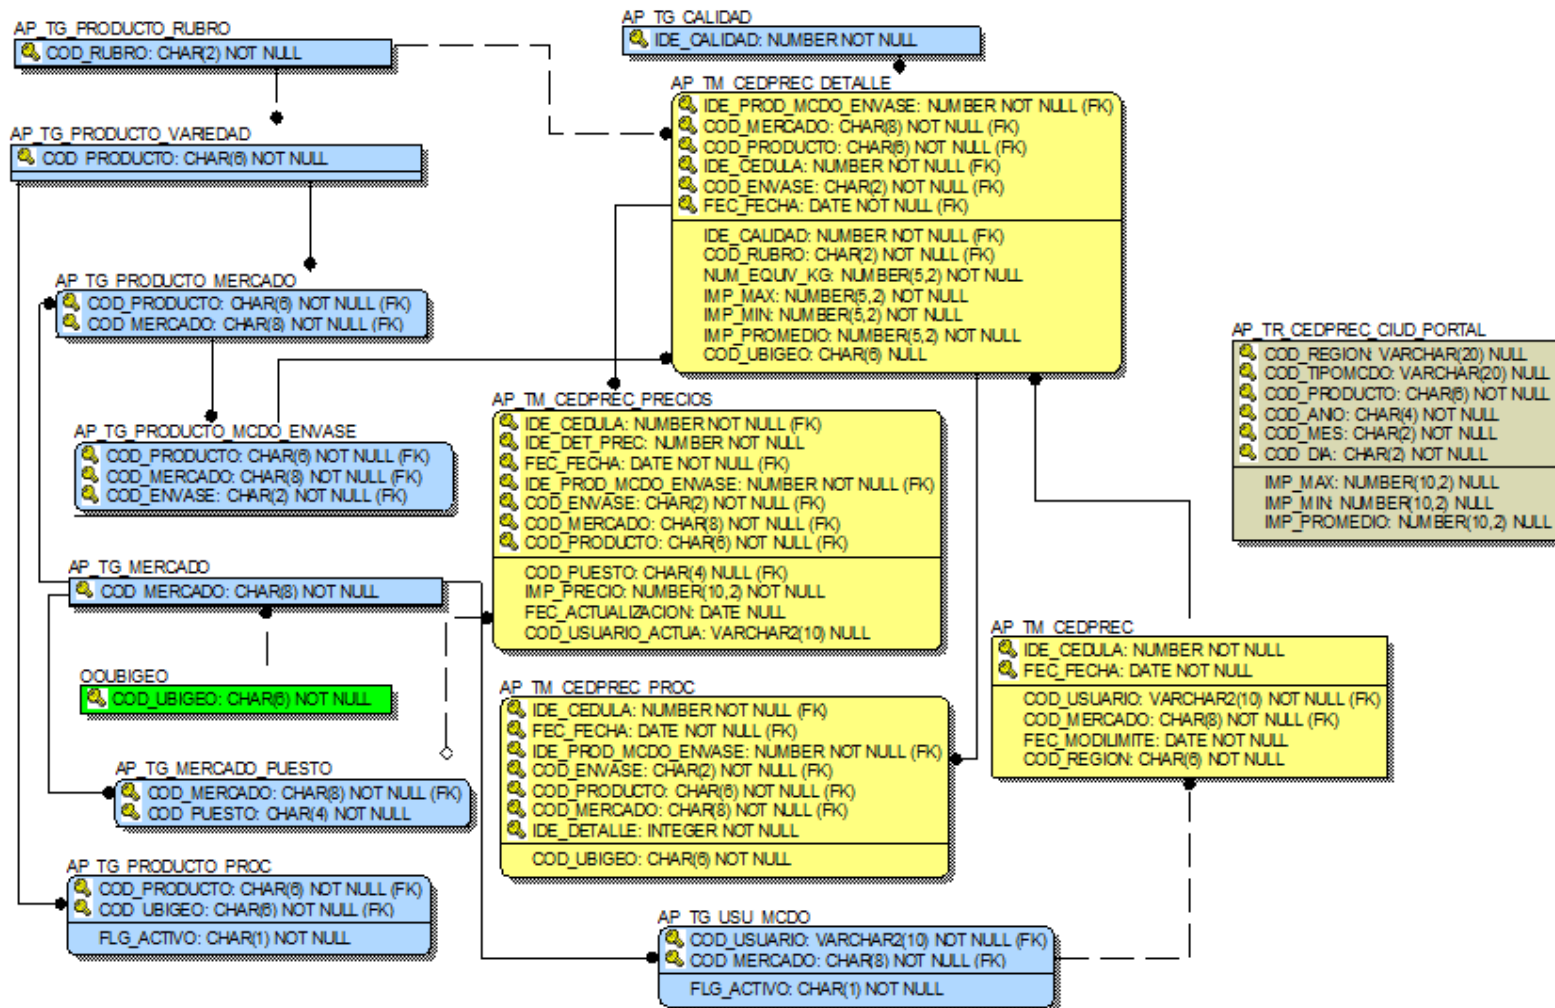 AP_TG_PRODUCTO_RUBRO
COD_RUBRO: CHAR(2) NOT NULL
AP_TG_CALIDAD
IDE_CALIDAD: NUMBER NOT NULL
AP_TM_CEDPREC_DETALLE
IDE_PROD_MCDO_ENVASE: NUMBER NOT NULL (FK)
COD_MERCADO: CHAR(8) NOT NULL (FK)
COD_PRODUCTO: CHAR(6) NOT NULL (FK)
IDE_CEDULA: NUMBER NOT NULL (FK)
COD_ENVASE: CHAR(2) NOT NULL (FK)
FEC_FECHA: DATE NOT NULL (FK)
IDE_CALIDAD: NUMBER NOT NULL (FK)
COD_RUBRO: CHAR(2) NOT NULL (FK)
NUM_EQUIV_KG: NUMBER(5,2) NOT NULL
IMP_MAX: NUMBER(5,2) NOT NULL
IMP_MIN: NUMBER(5,2) NOT NULL
IMP_PROMEDIO: NUMBER(5,2) NOT NULL
COD_UBIGEO: CHAR(6) NULL
AP_TG_PRODUCTO_VARIEDAD
COD_PRODUCTO: CHAR(6) NOT NULL
AP_TG_PRODUCTO_MERCADO
COD_PRODUCTO: CHAR(6) NOT NULL (FK)
COD_MERCADO: CHAR(8) NOT NULL (FK)
AP_TR_CEDPREC_CIUD_PORTAL
COD_REGION: VARCHAR(20) NULL
COD_TIPOMCDO: VARCHAR(20) NULL
COD_PRODUCTO: CHAR(6) NOT NULL
COD_ANIO: CHAR(4) NOT NULL
COD_MES: CHAR(2) NOT NULL
COD_DIA: CHAR(2) NOT NULL
IMP_MAX: NUMBER(10,2) NULL
IMP_MIN: NUMBER(10,2) NULL
IMP_PROMEDIO: NUMBER(10,2) NULL
AP_TG_PRODUCTO_MCDO_ENVASE
COD_PRODUCTO: CHAR(6) NOT NULL (FK)
COD_MERCADO: CHAR(8) NOT NULL (FK)
COD_ENVASE: CHAR(2) NOT NULL (FK)
AP_TM_CEDPREC_PRECIOS
IDE_CEDULA: NUMBER NOT NULL (FK)
IDE_DET_PREC: NUMBER NOT NULL
FEC_FECHA: DATE NOT NULL (FK)
IDE_PROD_MCDO_ENVASE: NUMBER NOT NULL (FK)
COD_ENVASE: CHAR(2) NOT NULL (FK)
COD_MERCADO: CHAR(8) NOT NULL (FK)
COD_PRODUCTO: CHAR(6) NOT NULL (FK)
COD_PUESTO: CHAR(4) NULL (FK)
IMP_PRECIO: NUMBER(10,2) NOT NULL
FEC_ACTUALIZACION: DATE NULL
COD_USUARIO_ACTUA: VARCHAR2(10) NULL
AP_TG_MERCADO
COD_MERCADO: CHAR(8) NOT NULL
OOUBIGEO
COD_UBIGEO: CHAR(6) NOT NULL
AP_TM_CEDPREC
IDE_CEDULA: NUMBER NOT NULL
FEC_FECHA: DATE NOT NULL
COD_USUARIO: VARCHAR2(10) NOT NULL (FK)
COD_MERCADO: CHAR(8) NOT NULL (FK)
FEC_MODILIMITE: DATE NOT NULL
COD_REGION: CHAR(6) NOT NULL
AP_TM_CEDPREC_PROC
IDE_CEDULA: NUMBER NOT NULL (FK)
FEC_FECHA: DATE NOT NULL (FK)
IDE_PROD_MCDO_ENVASE: NUMBER NOT NULL (FK)
COD_ENVASE: CHAR(2) NOT NULL (FK)
COD_PRODUCTO: CHAR(6) NOT NULL (FK)
COD_MERCADO: CHAR(8) NOT NULL (FK)
IDE_DETALLE: INTEGER NOT NULL
COD_UBIGEO: CHAR(6) NOT NULL
AP_TG_MERCADO_PUESTO
COD_MERCADO: CHAR(8) NOT NULL (FK)
COD_PUESTO: CHAR(4) NOT NULL
AP_TG_PRODUCTO_PROC
COD_PRODUCTO: CHAR(6) NOT NULL (FK)
COD_UBIGEO: CHAR(6) NOT NULL (FK)
FLG_ACTIVO: CHAR(1) NOT NULL
AP_TG_USU_MCDO
COD_USUARIO: VARCHAR2(10) NOT NULL (FK)
COD_MERCADO: CHAR(8) NOT NULL (FK)
FLG_ACTIVO: CHAR(1) NOT NULL